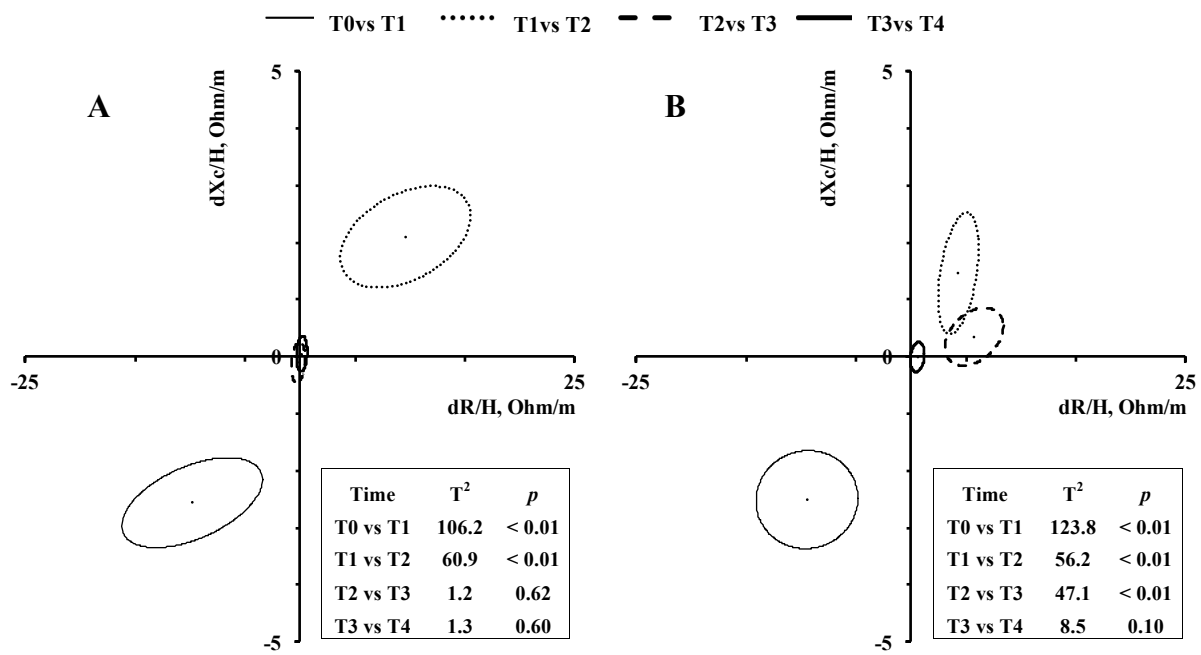 T0vs T1 T1vs T2 T2vs T3 T3vs T4
A
dXc/H, Ohm/m
5
0
-25
25
dR/H, Ohm/m
-5
Time T² p
T0 vs T1 106.2 < 0.01
T1 vs T2 60.9 < 0.01
T2 vs T3 1.2 0.62
T3 vs T4 1.3 0.60
B
dXc/H, Ohm/m
5
0
-25
25
dR/H, Ohm/m
-5
Time T² p
T0 vs T1 123.8 < 0.01
T1 vs T2 56.2 < 0.01
T2 vs T3 47.1 < 0.01
T3 vs T4 8.5 0.10